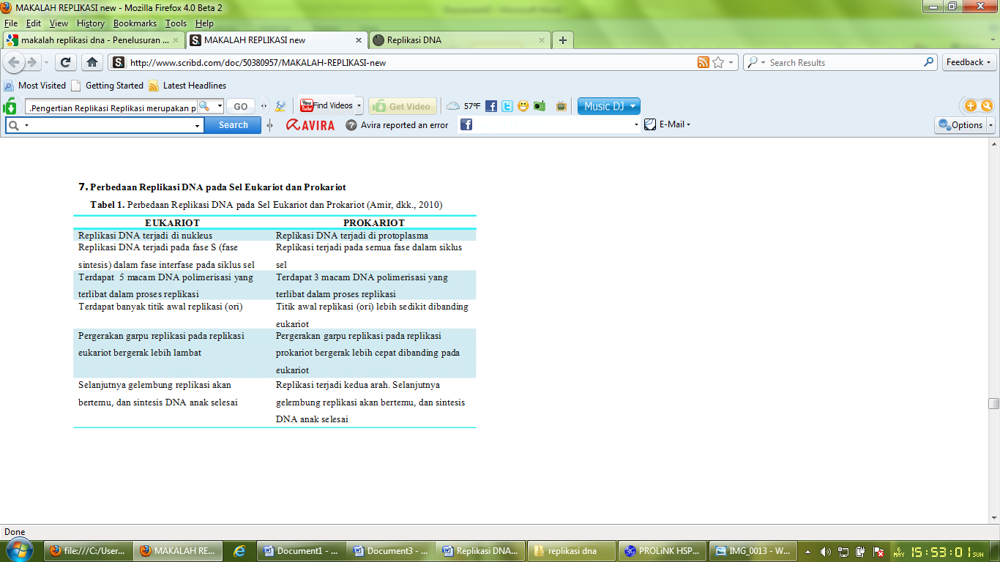 MAKALAH REPLIKASI new - Mozilla Firefox 4.0 Beta 2
File Edit View History Bookmarks Tools Help
makalah replikasi dna - Penelusuran ...
MAKALAH REPLIKASI new
Replikasi DNA
http://www.scribd.com/doc/50380957/MAKALAH-REPLIKASI-new
Search Results
Feedback
Most Visited Getting Started Latest Headlines
.Pengertian Replikasi Replikasi merupakan p
GO
You Tube
Find Videos
Get Video
57°F
Music DJ
Search
AVIRA
Avira reported an error
E-Mail
Options
7. Perbedaan Replikasi DNA pada Sel Eukariot dan Prokariot
Tabel 1. Perbedaan Replikasi DNA pada Sel Eukariot dan Prokariot (Amir, dkk., 2010)
EUKARIOT PROKARIOT
Replikasi DNA terjadi di nukleus
Replikasi DNA terjadi di protoplasma
Replikasi DNA terjadi pada fase S (fase
sintesis) dalam fase interfase pada siklus sel
Replikasi terjadi pada semua fase dalam siklus
sel
Terdapat 5 macam DNA polimerisasi yang
terlibat dalam proses replikasi
Terdapat 3 macam DNA polimerisasi yang
terlibat dalam proses replikasi
Terdapat banyak titik awal replikasi (ori)
Titik awal replikasi (ori) lebih sedikit dibanding
eukariot
Pergerakan garpu replikasi pada replikasi
eukariot bergerak lebih lambat
Pergerakan garpu replikasi pada replikasi
prokariot bergerak lebih cepat dibanding pada
eukariot
Selanjutnya gelembung replikasi akan
bertemu, dan sintesis DNA anak selesai
Replikasi terjadi kedua arah. Selanjutnya
gelembung replikasi akan bertemu, dan sintesis
DNA anak selesai
Done
file:///C:/User...
MAKALAH RE...
Document1 - ...
Document3 - ...
Replikasi DNA...
replikasi dna
PROLiNK HSP...
IMG_0013 - W...
6
MAY
15:53:01 SUN